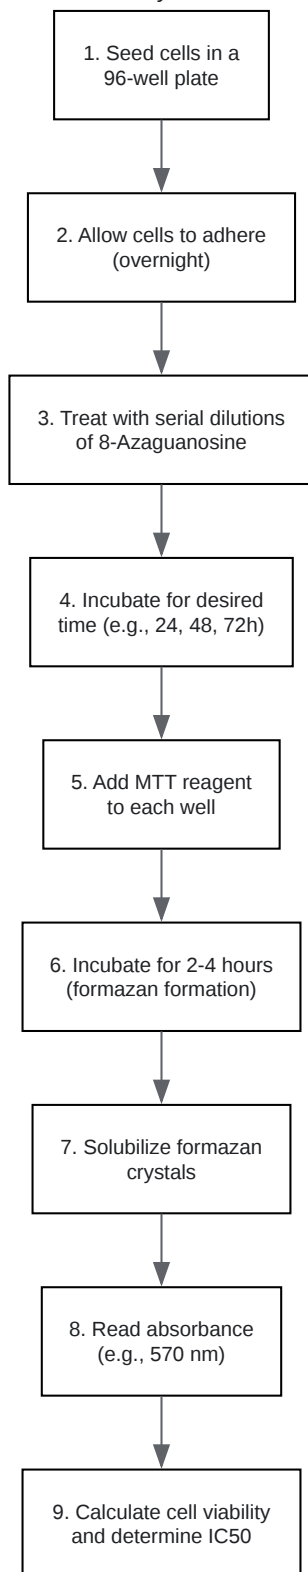 1. Seed cells in a
96-well plate
2. Allow cells to adhere
(overnight)
3. Treat with serial dilutions
of 8-Azaguanosine
4. Incubate for desired
time (e.g., 24, 48, 72h)
5. Add MTT reagent
to each well
6. Incubate for 2-4 hours
(formazan formation)
7. Solubilize formazan
crystals
8. Read absorbance
(e.g., 570 nm)
9. Calculate cell viability
and determine IC50